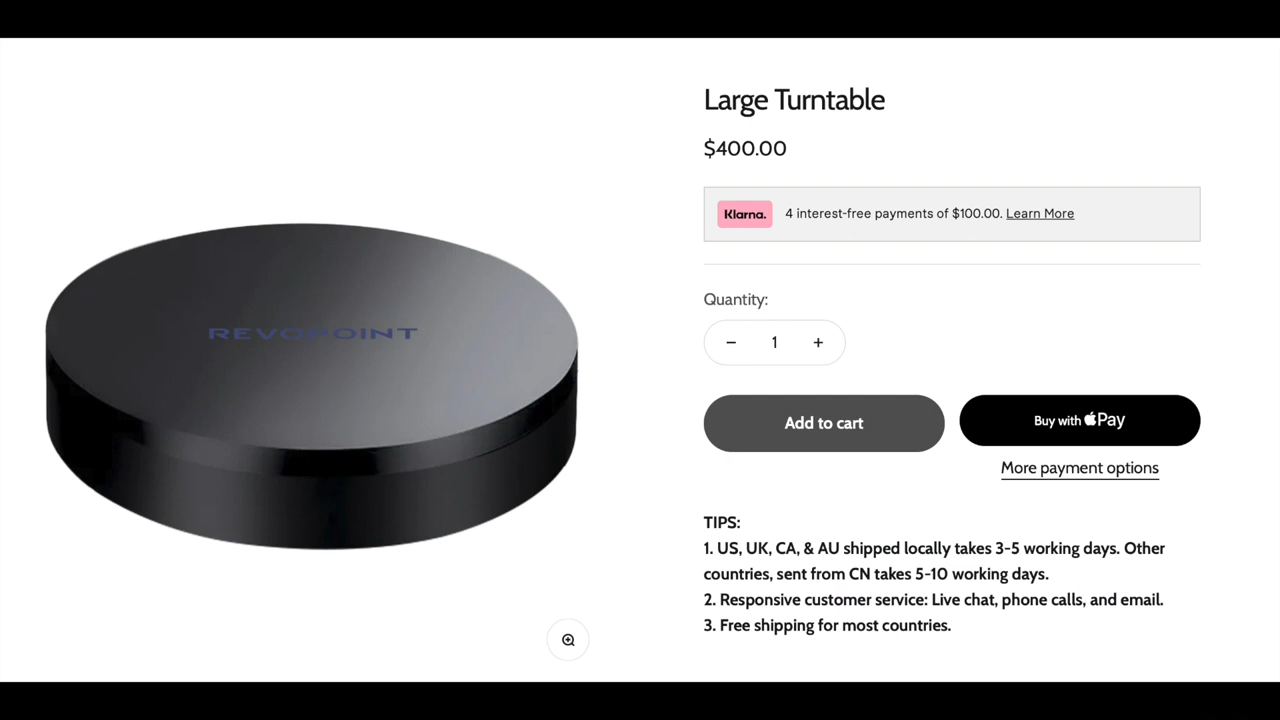 Large Turntable
$400.00
Klarna. 4 interest-free payments of $100.00. Learn More
REVOPOINT
Quantity:
− 1 +
Add to cart
Buy with Pay
More payment options
TIPS:
1. US, UK, CA, & AU shipped locally takes 3-5 working days. Other
countries, sent from CN takes 5-10 working days.
2. Responsive customer service: Live chat, phone calls, and email.
3. Free shipping for most countries.